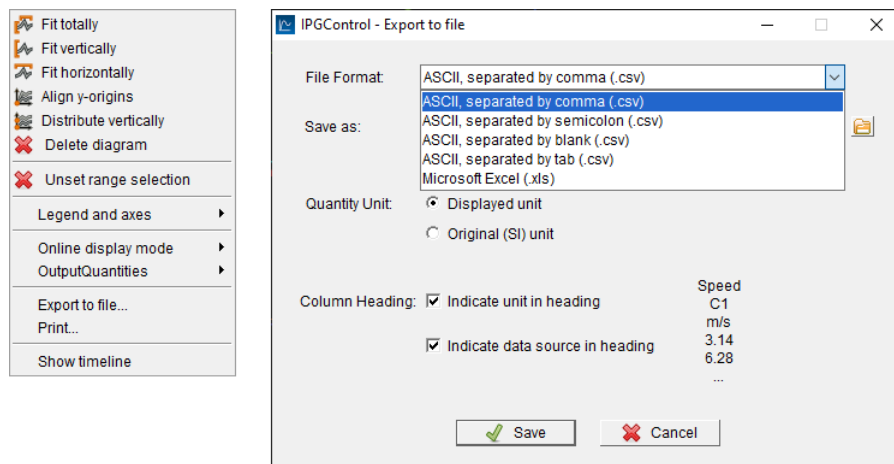 Fit totally
Fit vertically
Fit horizontally
Align y-origins
Distribute vertically
Delete diagram
Unset range selection
Legend and axes
Online display mode
OutputQuantities
Export to file...
Print...
Show timeline
IPGControl - Export to file
File Format: ASCII, separated by comma (.csv)
ASCII, separated by comma (.csv)
Save as: ASCII, separated by semicolon (.csv)
ASCII, separated by blank (.csv)
ASCII, separated by tab (.csv)
Microsoft Excel (.xls)
Quantity Unit: Displayed unit
Original (SI) unit
Column Heading: Indicate unit in heading
Indicate data source in heading
Speed
C1
m/s
3.14
6.28
...
Save Cancel